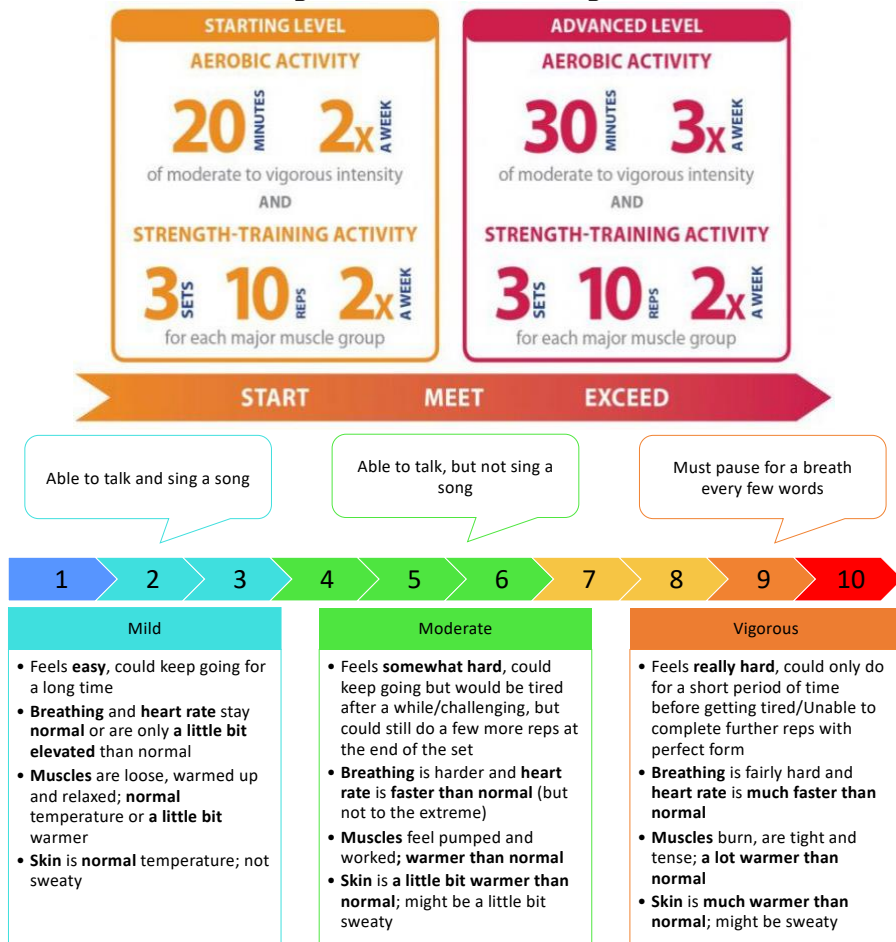 STARTING LEVEL
AEROBIC ACTIVITY
20 MINUTES 2x A WEEK
of moderate to vigorous intensity
AND
STRENGTH-TRAINING ACTIVITY
3 SETS 10 REPS 2x A WEEK
for each major muscle group
ADVANCED LEVEL
AEROBIC ACTIVITY
30 MINUTES 3x A WEEK
of moderate to vigorous intensity
AND
STRENGTH-TRAINING ACTIVITY
3 SETS 10 REPS 2x A WEEK
for each major muscle group
START MEET EXCEED
Able to talk and sing a song
Able to talk, but not sing a
song
Must pause for a breath
every few words
1 2 3 4 5 6 7 8 9 10
Mild
• Feels easy, could keep going for
a long time
• Breathing and heart rate stay
normal or are only a little bit
elevated than normal
• Muscles are loose, warmed up
and relaxed; normal
temperature or a little bit
warmer
• Skin is normal temperature; not
sweaty
Moderate
• Feels somewhat hard, could
keep going but would be tired
after a while/challenging, but
could still do a few more reps at
the end of the set
• Breathing is harder and heart
rate is faster than normal (but
not to the extreme)
• Muscles feel pumped and
worked; warmer than normal
• Skin is a little bit warmer than
normal; might be a little bit
sweaty
Vigorous
• Feels really hard, could only do
for a short period of time
before getting tired/Unable to
complete further reps with
perfect form
• Breathing is fairly hard and
heart rate is much faster than
normal
• Muscles burn, are tight and
tense; a lot warmer than
normal
• Skin is much warmer than
normal; might be sweaty